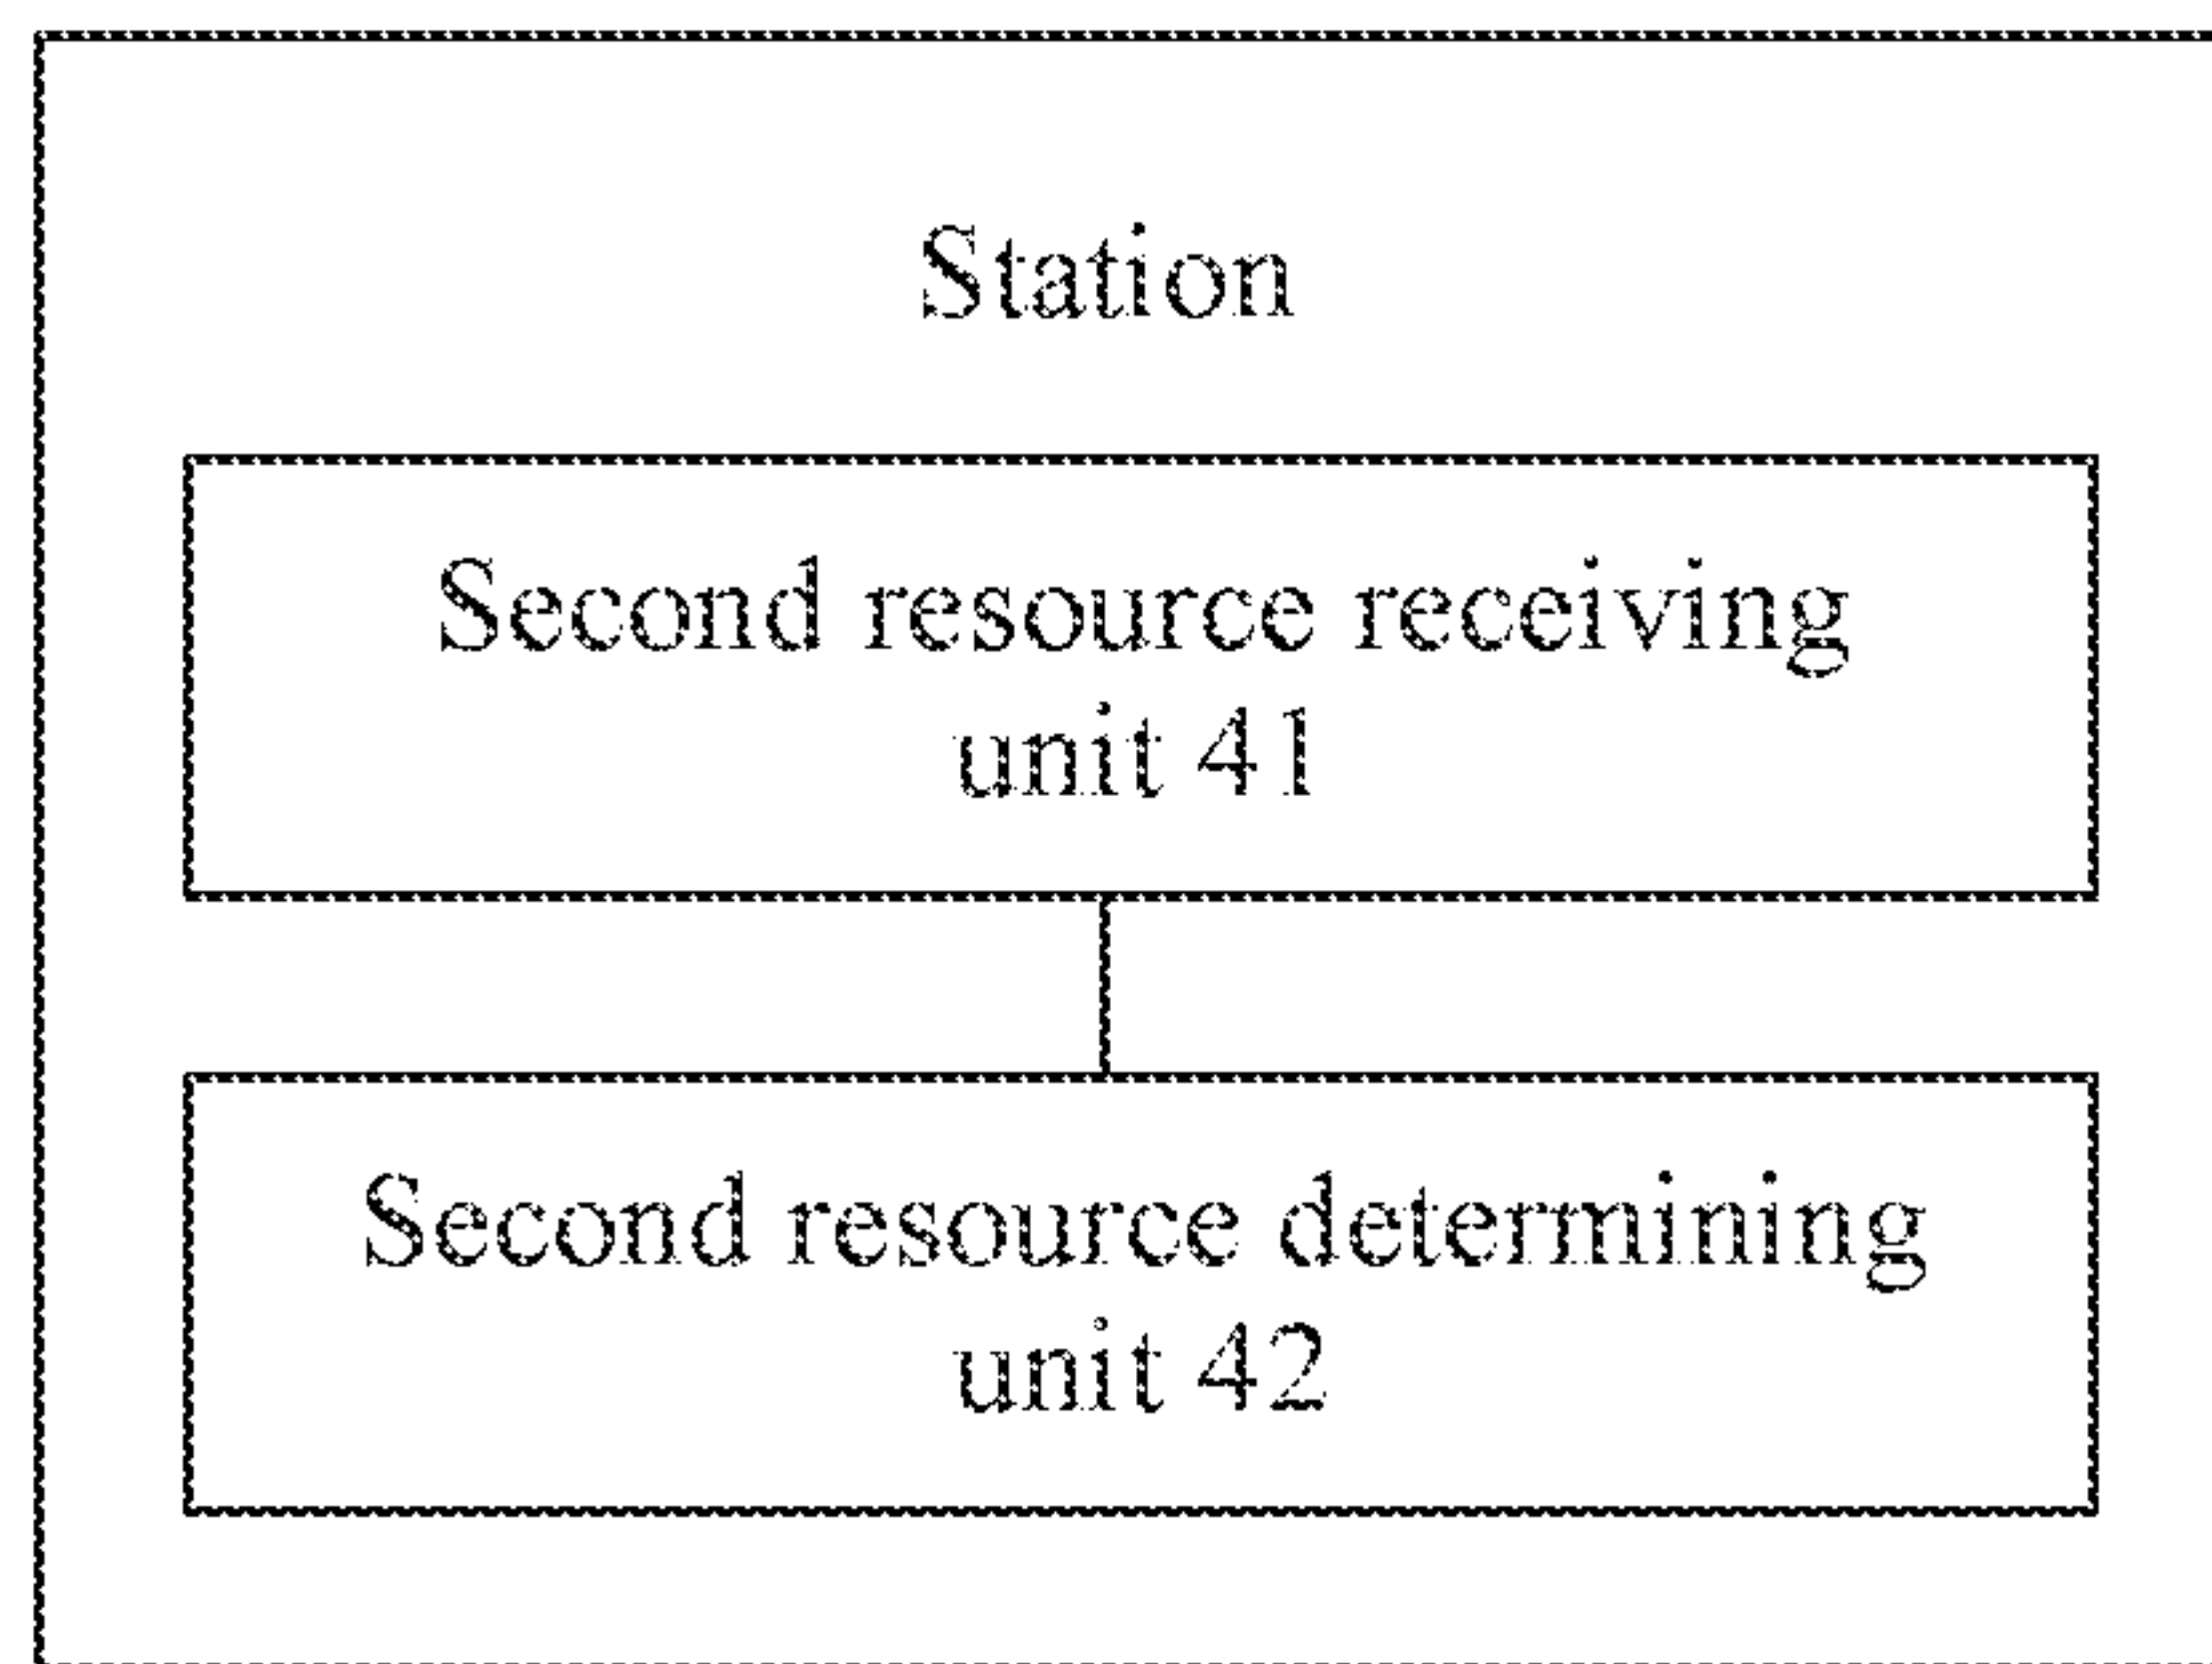 Station
Second resource receiving
unit 41
Second resource determining
unit 42